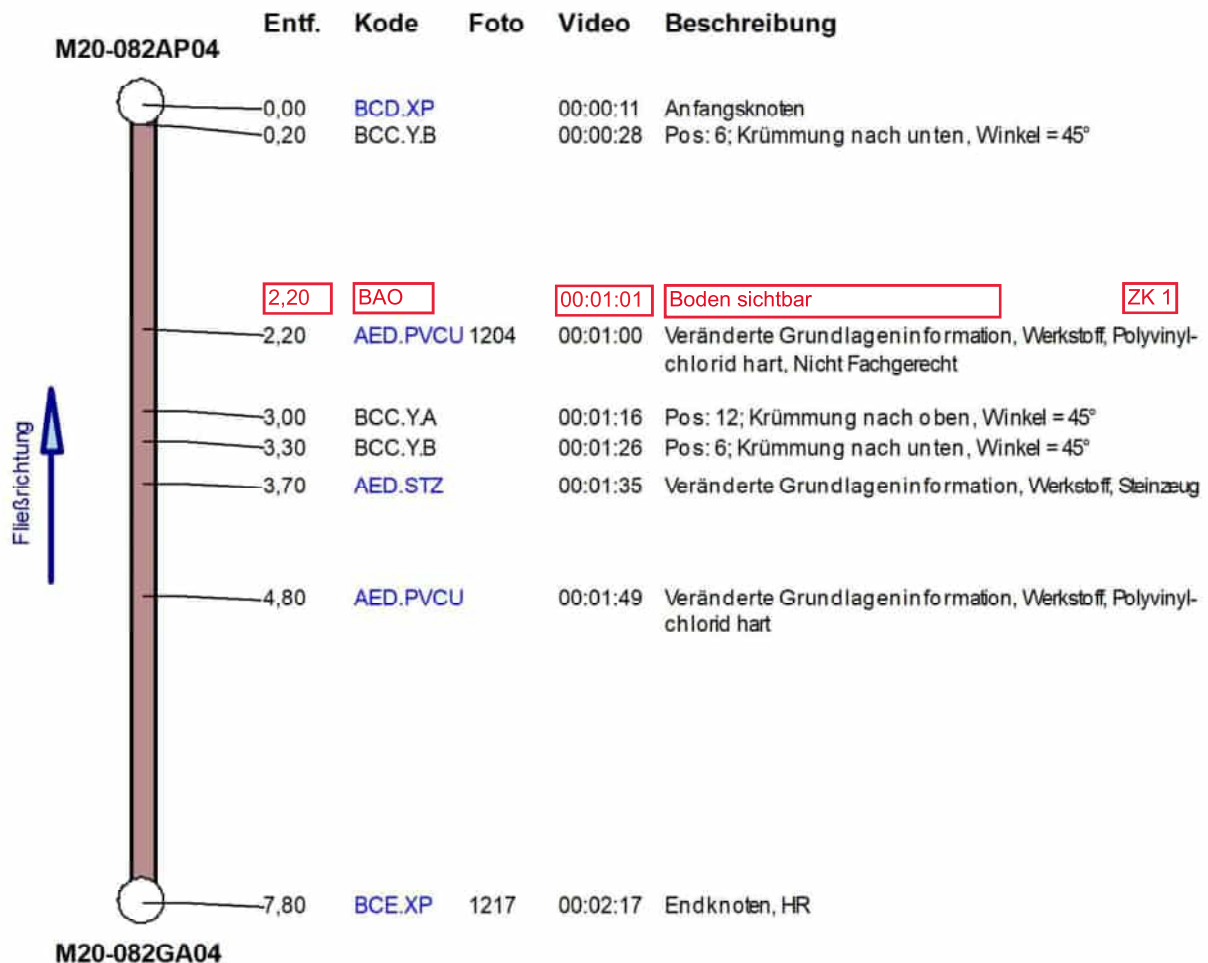 Entf. Kode Foto Video Beschreibung
M20-082AP04
0,00 BCD.XP 00:00:11 Anfangsknoten
0,20 BCC.Y.B 00:00:28 Pos: 6; Krümmung nach unten, Winkel = 45°
2,20 BAO 00:01:01 Boden sichtbar ZK 1
2,20 AED.PVCU 1204 00:01:00 Veränderte Grundlageninformation, Werkstoff, Polyvinyl-
chlorid hart, Nicht Fachgerecht
3,00 BCC.Y.A 00:01:16 Pos: 12; Krümmung nach oben, Winkel = 45°
3,30 BCC.Y.B 00:01:26 Pos: 6; Krümmung nach unten, Winkel = 45°
3,70 AED.STZ 00:01:35 Veränderte Grundlageninformation, Werkstoff, Steinzeug
Fließrichtung
4,80 AED.PVCU 00:01:49 Veränderte Grundlageninformation, Werkstoff, Polyvinyl-
chlorid hart
7,80 BCE.XP 1217 00:02:17 Endknoten, HR
M20-082GA04